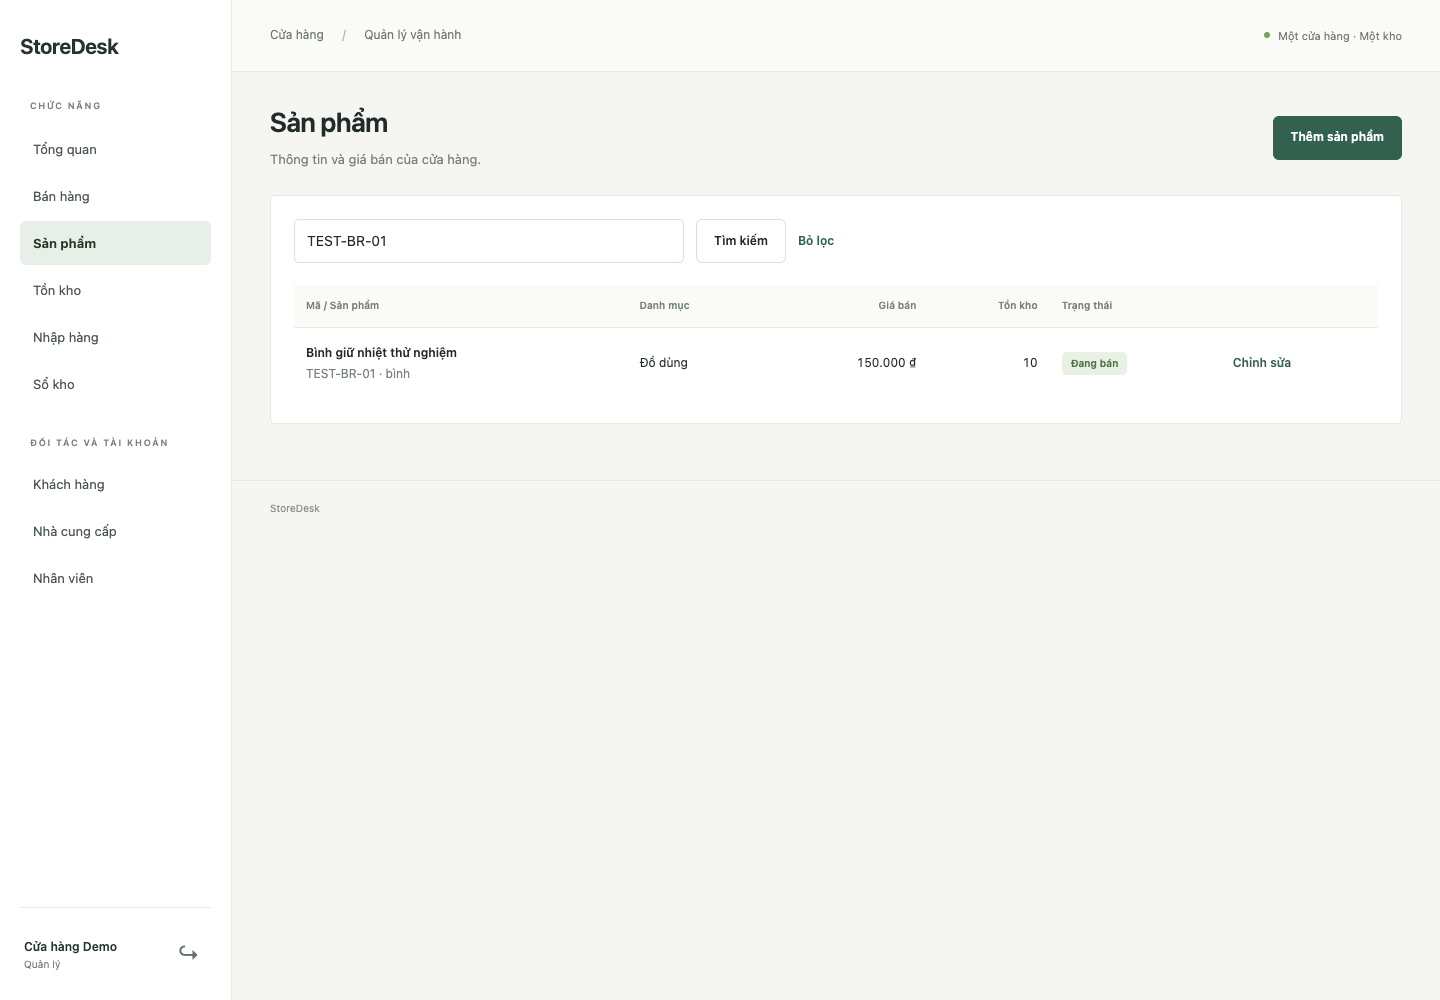 StoreDesk
CHỨC NĂNG
Tổng quan
Bán hàng
Sản phẩm
Tồn kho
Nhập hàng
Sổ kho
ĐỐI TÁC VÀ TÀI KHOẢN
Khách hàng
Nhà cung cấp
Nhân viên
Cửa hàng Demo
Quản lý
Cửa hàng / Quản lý vận hành
Một cửa hàng · Một kho
Sản phẩm
Thông tin và giá bán của cửa hàng.
Thêm sản phẩm
TEST-BR-01 Tìm kiếm Bỏ lọc
Mã / Sản phẩm Danh mục Giá bán Tồn kho Trạng thái
Bình giữ nhiệt thử nghiệm
TEST-BR-01 · bình
Đồ dùng 150.000 ₫ 10 Đang bán Chỉnh sửa
StoreDesk